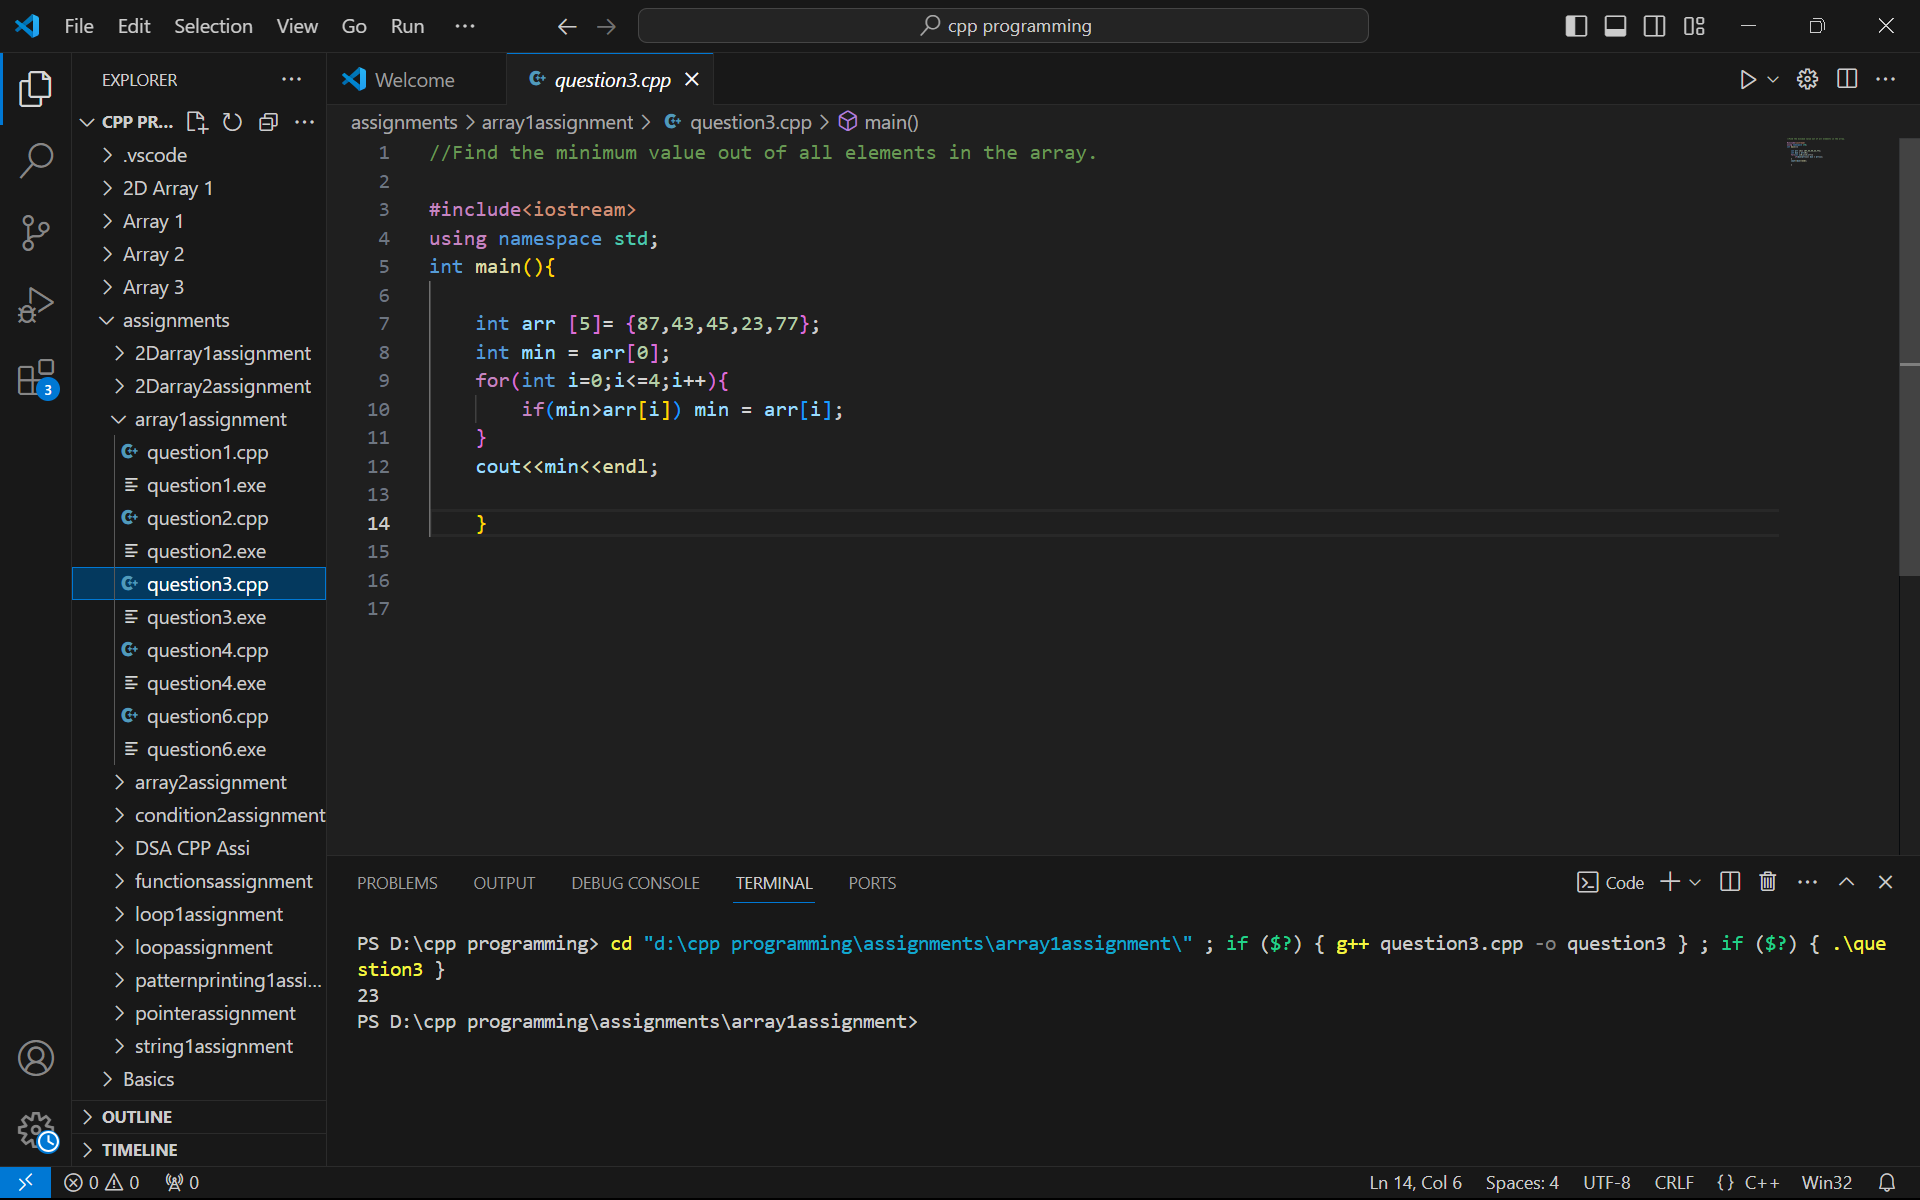 File Edit Selection View Go Run ··· cpp programming
EXPLORER ···
Welcome question3.cpp
CPP PR... ···
assignments > array1assignment > question3.cpp > main()
.vscode
2D Array 1
Array 1
Array 2
Array 3
assignments
2Darray1assignment
2Darray2assignment
array1assignment
question1.cpp
question1.exe
question2.cpp
question2.exe
question3.cpp
question3.exe
question4.cpp
question4.exe
question6.cpp
question6.exe
array2assignment
condition2assignment
DSA CPP Assi
functionsassignment
loop1assignment
loopassignment
patternprinting1assi...
pointerassignment
string1assignment
Basics
OUTLINE
TIMELINE
3
1 //Find the minimum value out of all elements in the array.
2
3 #include<iostream>
4 using namespace std;
5 int main(){
6
7 int arr [5]= {87,43,45,23,77};
8 int min = arr[0];
9 for(int i=0;i<=4;i++){
10 if(min>arr[i]) min = arr[i];
11 }
12 cout<<min<<endl;
13
14 }
15
16
17
PROBLEMS OUTPUT DEBUG CONSOLE TERMINAL PORTS Code
PS D:\cpp programming> cd "d:\cpp programming\assignments\array1assignment\" ; if ($?) { g++ question3.cpp -o question3 } ; if ($?) { .\que
stion3 }
23
PS D:\cpp programming\assignments\array1assignment>
0 0 0 Ln 14, Col 6 Spaces: 4 UTF-8 CRLF {} C++ Win32